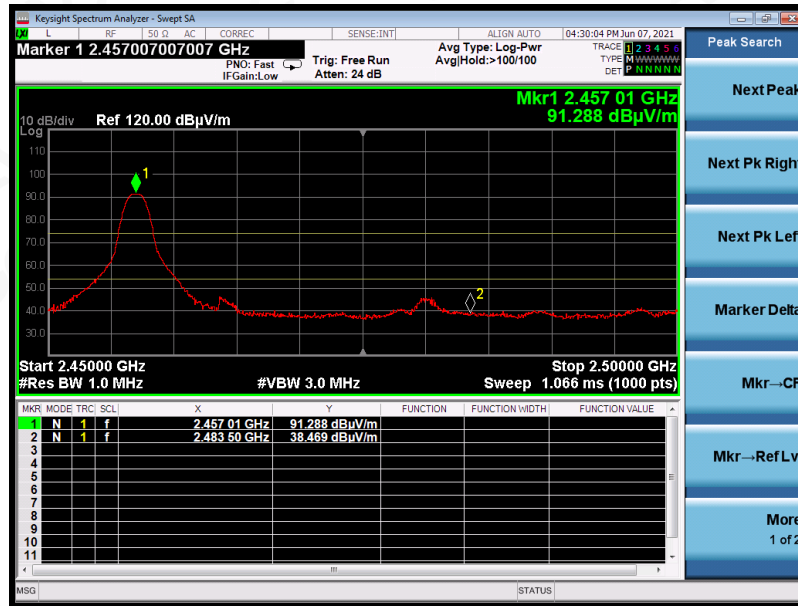 Keysight Spectrum Analyzer - Swept SA
LXI L RF 50 Ω AC CORREC SENSE:INT ALIGN AUTO 04:30:04 PM Jun 07, 2021
Marker 1 2.457007007007 GHz
PNO: Fast
IFGain:Low
Trig: Free Run
Atten: 24 dB
Avg Type: Log-Pwr
Avg|Hold:>100/100
TRACE 1 2 3 4 5 6
TYPE M W W W W W
DET P N N N N N
Mkr1 2.457 01 GHz
91.288 dBµV/m
10 dB/div Ref 120.00 dBµV/m
Log
110
100
90.0
80.0
70.0
60.0
50.0
40.0
30.0
1
2
Start 2.45000 GHz Stop 2.50000 GHz
#Res BW 1.0 MHz #VBW 3.0 MHz Sweep 1.066 ms (1000 pts)
MKR MODE TRC SCL X Y FUNCTION FUNCTION WIDTH FUNCTION VALUE
1 N 1 f 2.457 01 GHz 91.288 dBµV/m
2 N 1 f 2.483 50 GHz 38.469 dBµV/m
3
4
5
6
7
8
9
10
11
MSG STATUS
Peak Search
Next Peak
Next Pk Right
Next Pk Left
Marker Delta
Mkr→CF
Mkr→Ref Lvl
More
1 of 2